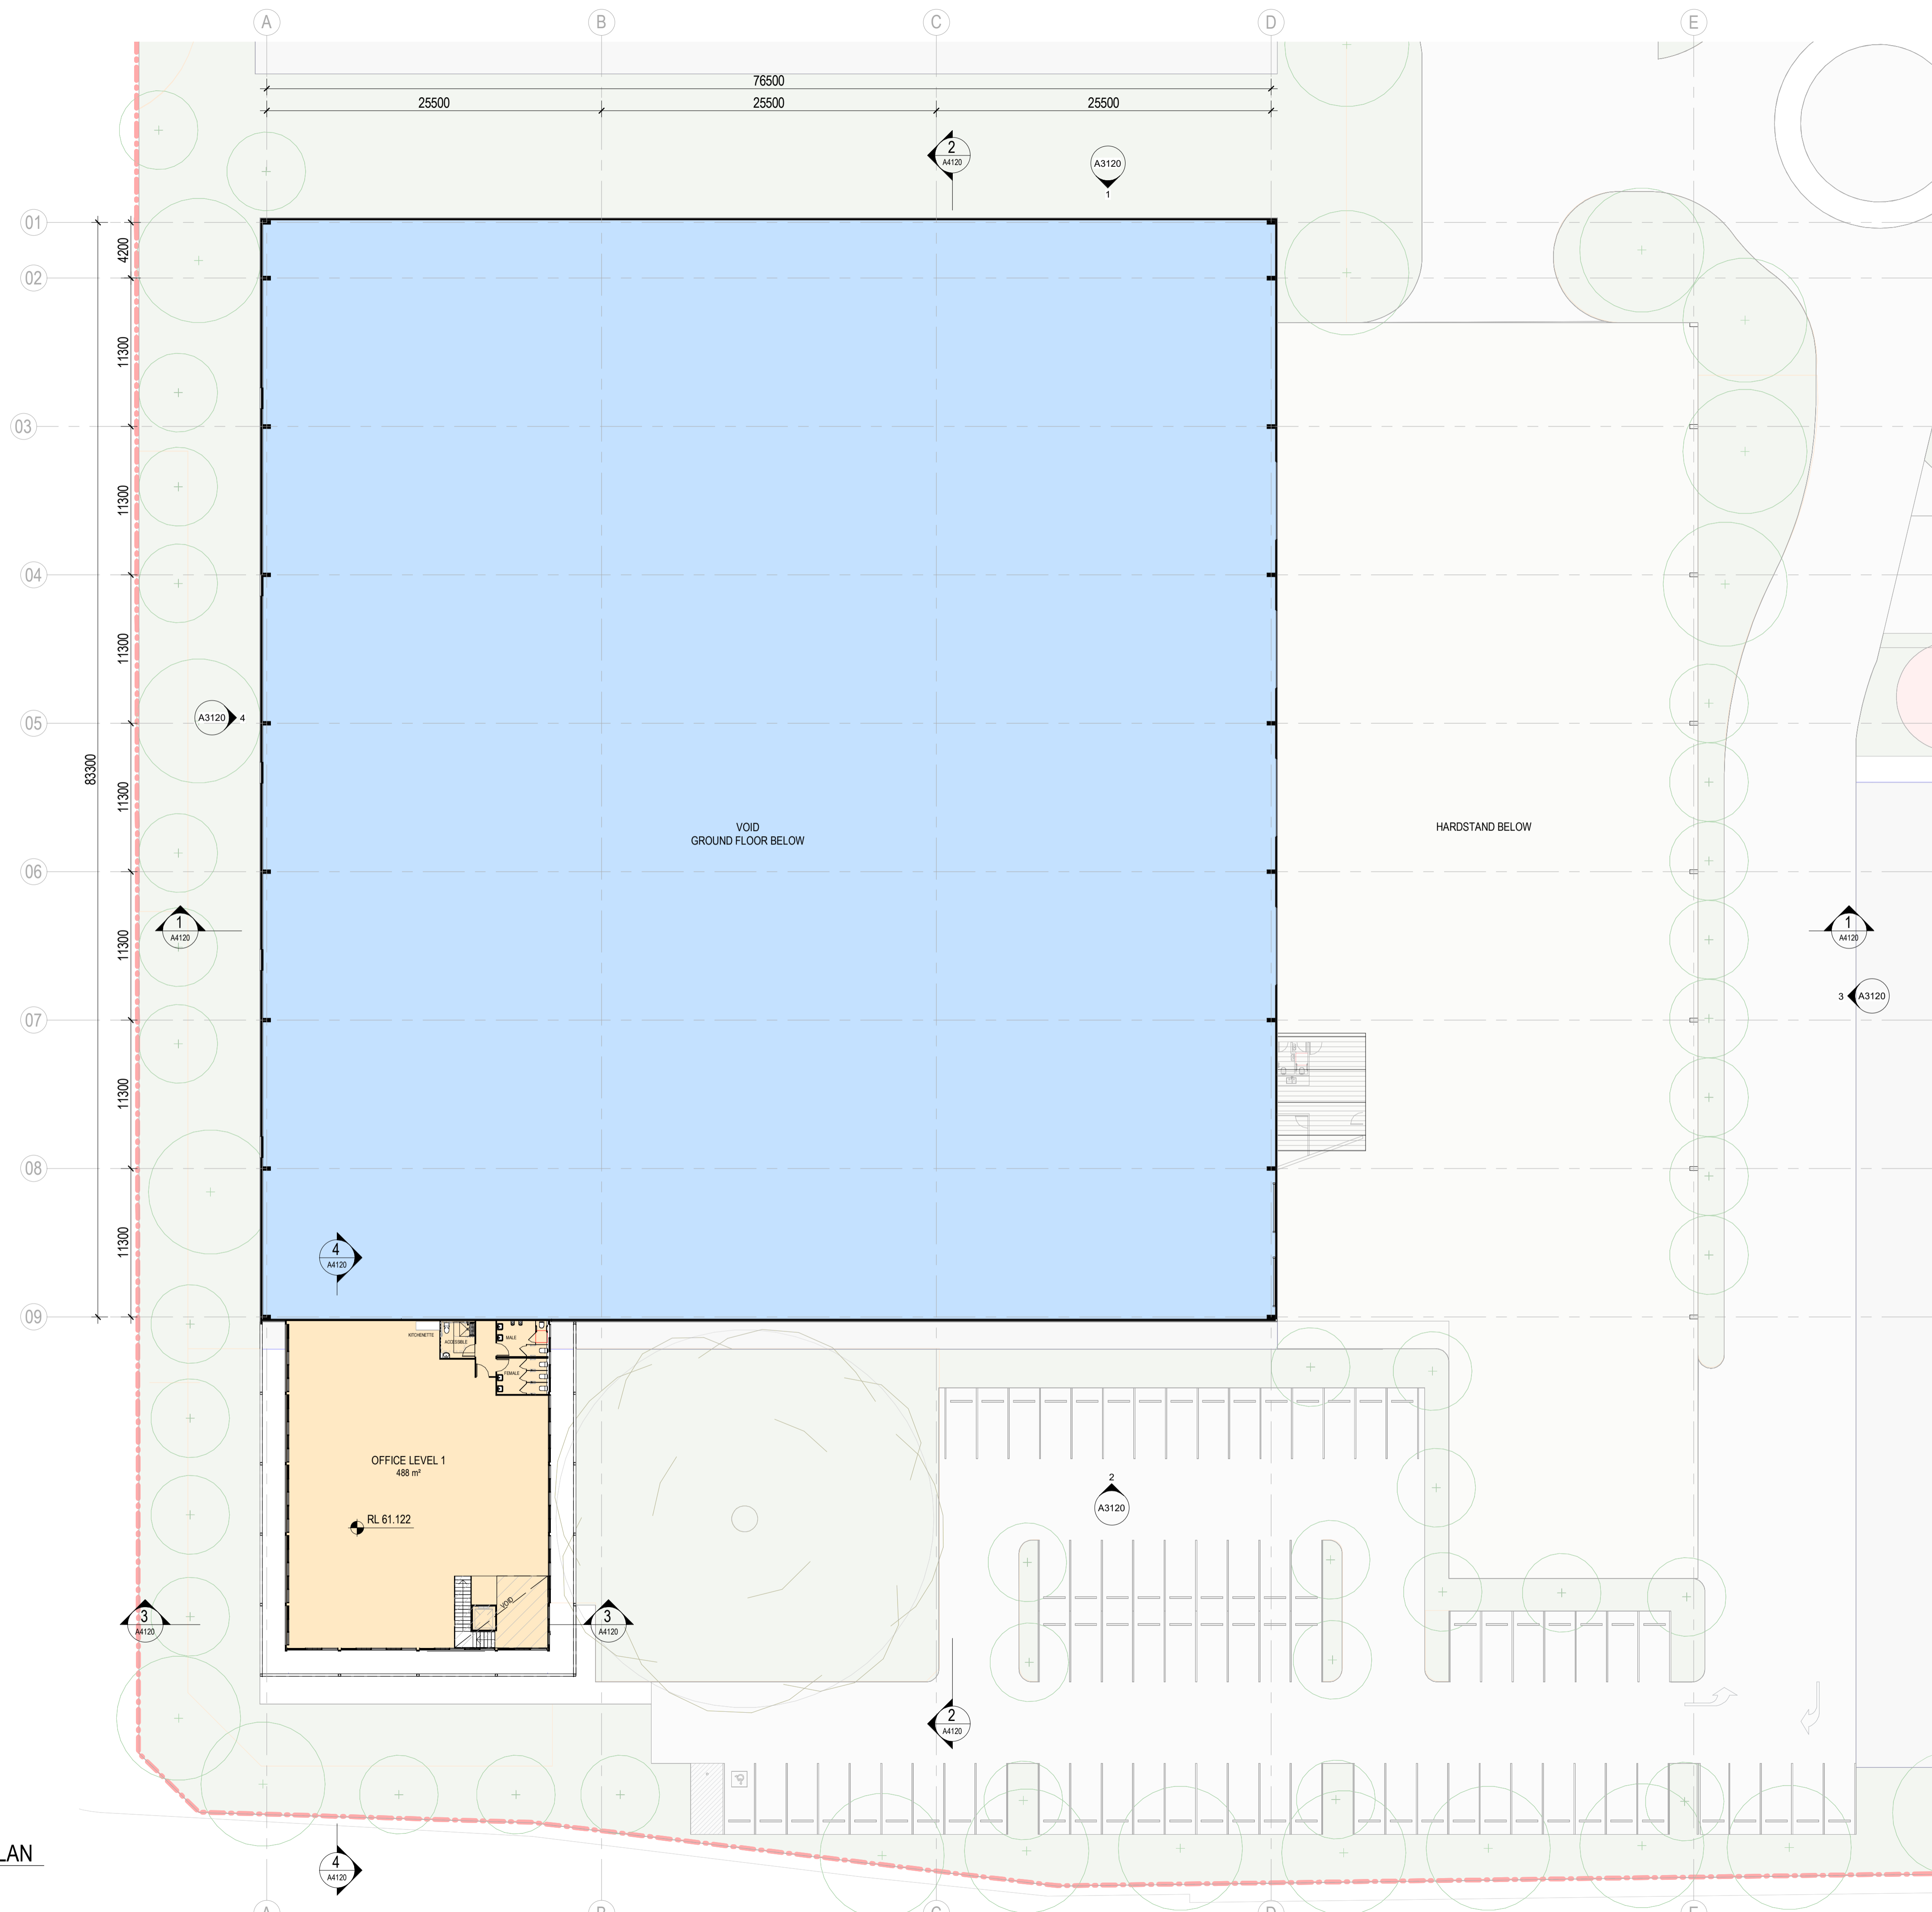 A
B
C
D
E
76500
25500
25500
25500
2
A4120
A3120
1
01
4200
02
11300
03
11300
04
11300
A3120
4
05
83300
11300
VOID
GROUND FLOOR BELOW
HARDSTAND BELOW
06
1
A4120
1
A4120
11300
3
A3120
07
11300
08
11300
4
A4120
09
KITCHENETTE
ACCESSIBLE
MALE
FEMALE
OFFICE LEVEL 1
488 m²
2
A3120
RL 61.122
VOID
3
A4120
3
A4120
2
A4120
LAN
4
A4120
A
B
C
D
E